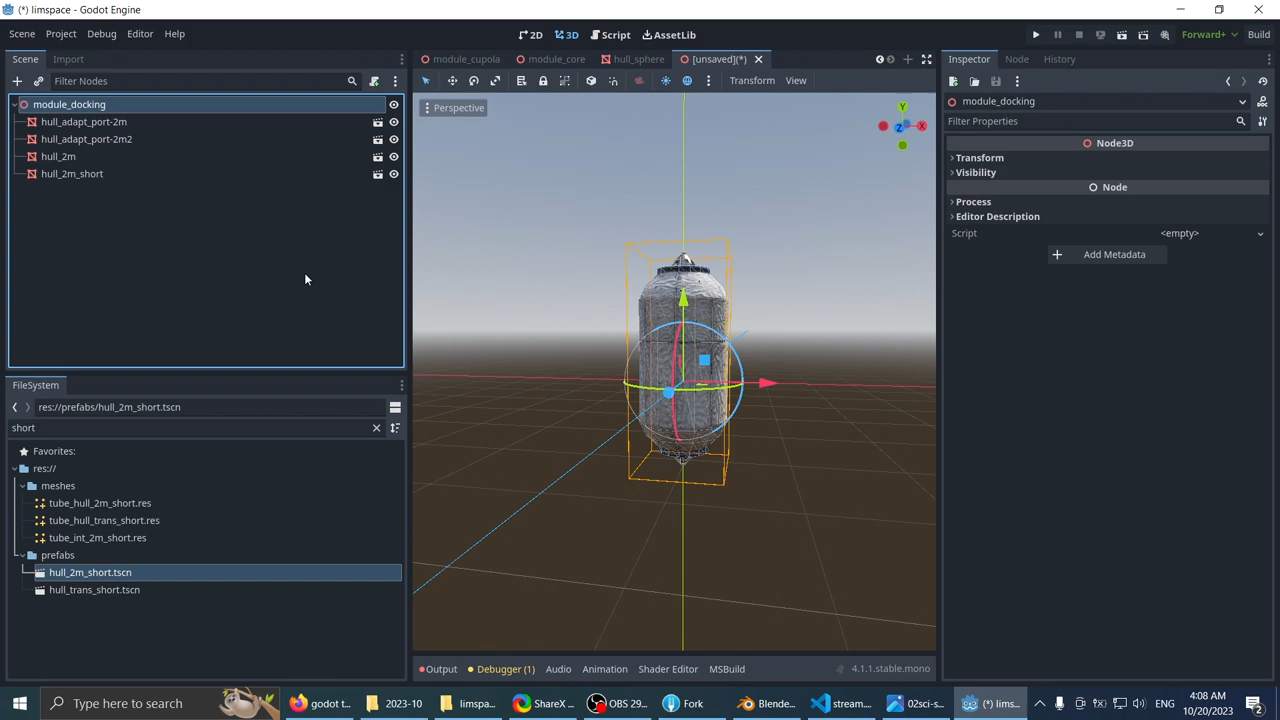 (*) limspace - Godot Engine
Scene Project Debug Editor Help
2D 3D Script AssetLib
Forward+ Build
Scene Import
module_cupola module_core hull_sphere [unsaved](*)
Inspector Node History
Filter Nodes
Transform View
module_docking
hull_adapt_port-2m
hull_adapt_port-2m2
hull_2m
hull_2m_short
Perspective
Y
Z X
module_docking
Filter Properties
Node3D
Transform
Visibility
Node
Process
Editor Description
Script <empty>
Add Metadata
FileSystem
res://prefabs/hull_2m_short.tscn
short
Favorites:
res://
meshes
tube_hull_2m_short.res
tube_hull_trans_short.res
tube_int_2m_short.res
prefabs
hull_2m_short.tscn
hull_trans_short.tscn
Output Debugger (1) Audio Animation Shader Editor MSBuild 4.1.1.stable.mono
Type here to search
godot t... 2023-10 limspa... ShareX ... OBS 29... Fork Blende... stream.... 02sci-s... (*) lims...
ENG
4:08 AM
10/20/2023
2